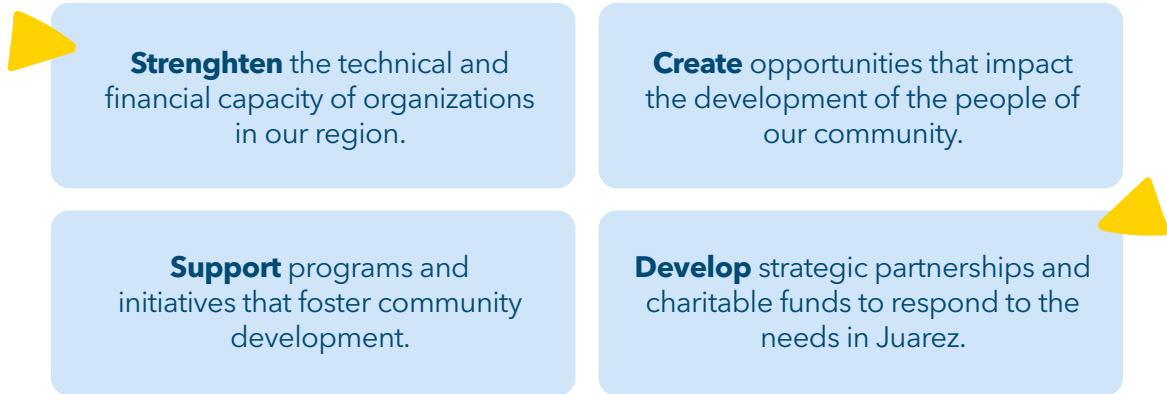 Strenghten the technical and
financial capacity of organizations
in our region.
Create opportunities that impact
the development of the people of
our community.
Support programs and
initiatives that foster community
development.
Develop strategic partnerships and
charitable funds to respond to the
needs in Juarez.